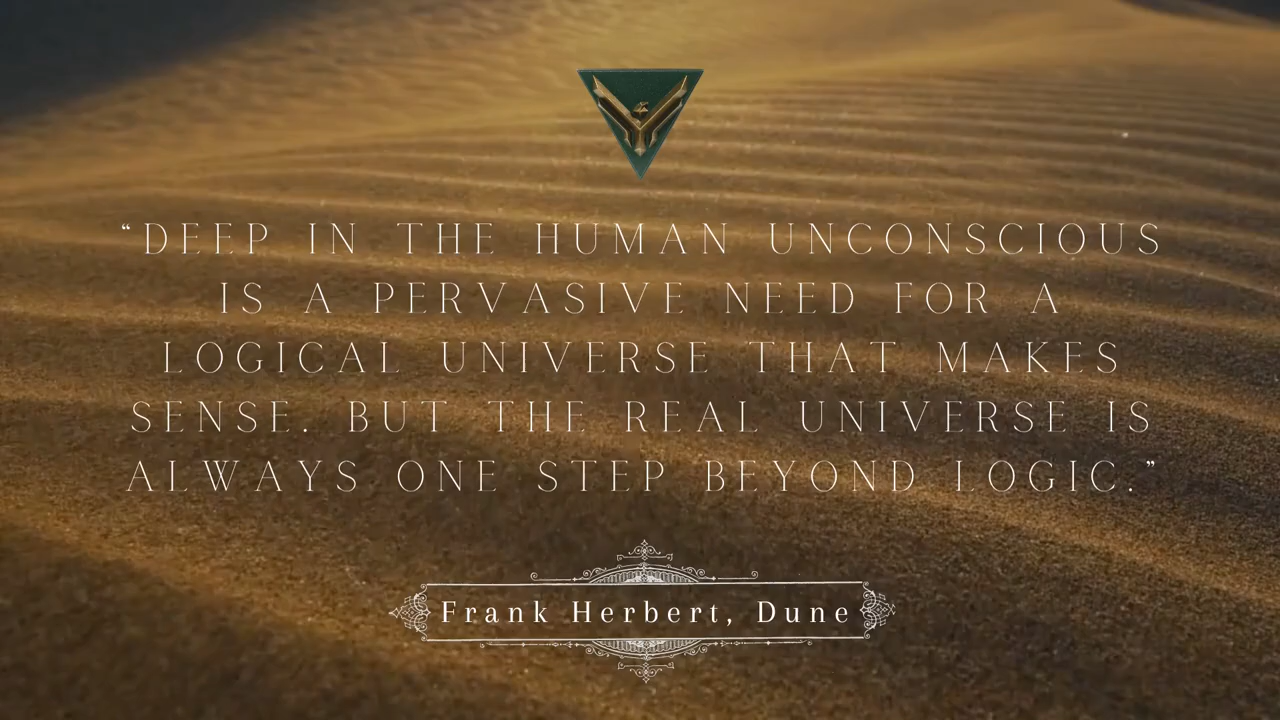 “DEEP IN THE HUMAN UNCONSCIOUS
IS A PERVASIVE NEED FOR A
LOGICAL UNIVERSE THAT MAKES
SENSE. BUT THE REAL UNIVERSE IS
ALWAYS ONE STEP BEYOND LOGIC.”
Frank Herbert, Dune